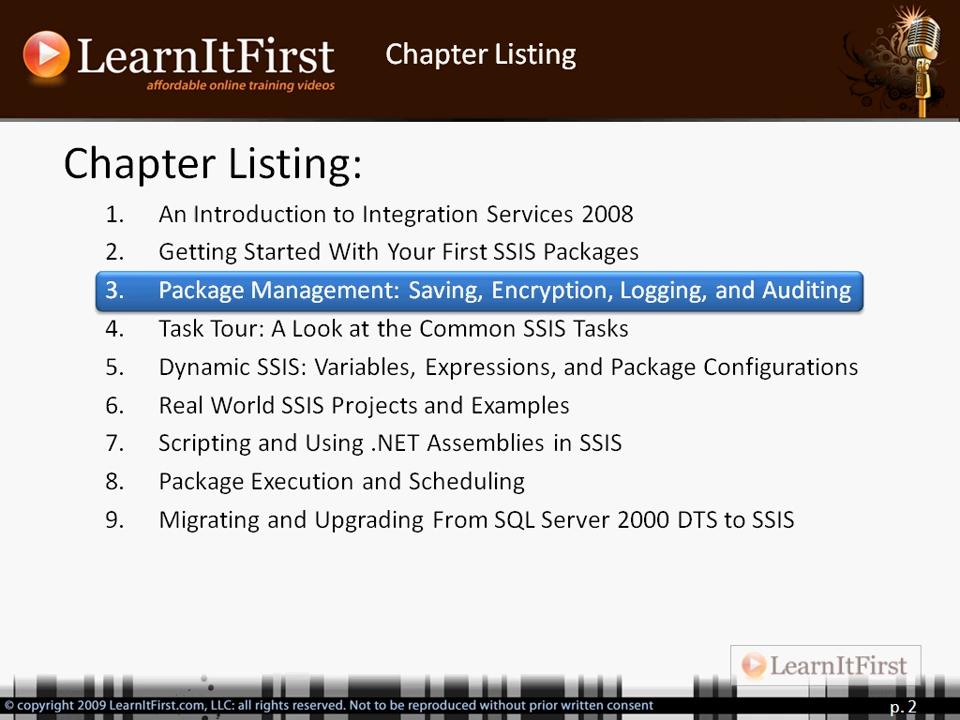 LearnItFirst
affordable online training videos
Chapter Listing
Chapter Listing:
1. An Introduction to Integration Services 2008
2. Getting Started With Your First SSIS Packages
3. Package Management: Saving, Encryption, Logging, and Auditing
4. Task Tour: A Look at the Common SSIS Tasks
5. Dynamic SSIS: Variables, Expressions, and Package Configurations
6. Real World SSIS Projects and Examples
7. Scripting and Using .NET Assemblies in SSIS
8. Package Execution and Scheduling
9. Migrating and Upgrading From SQL Server 2000 DTS to SSIS
LearnItFirst
© copyright 2009 LearnItFirst.com, LLC: all rights reserved. Not to be reproduced without prior written consent
p. 2